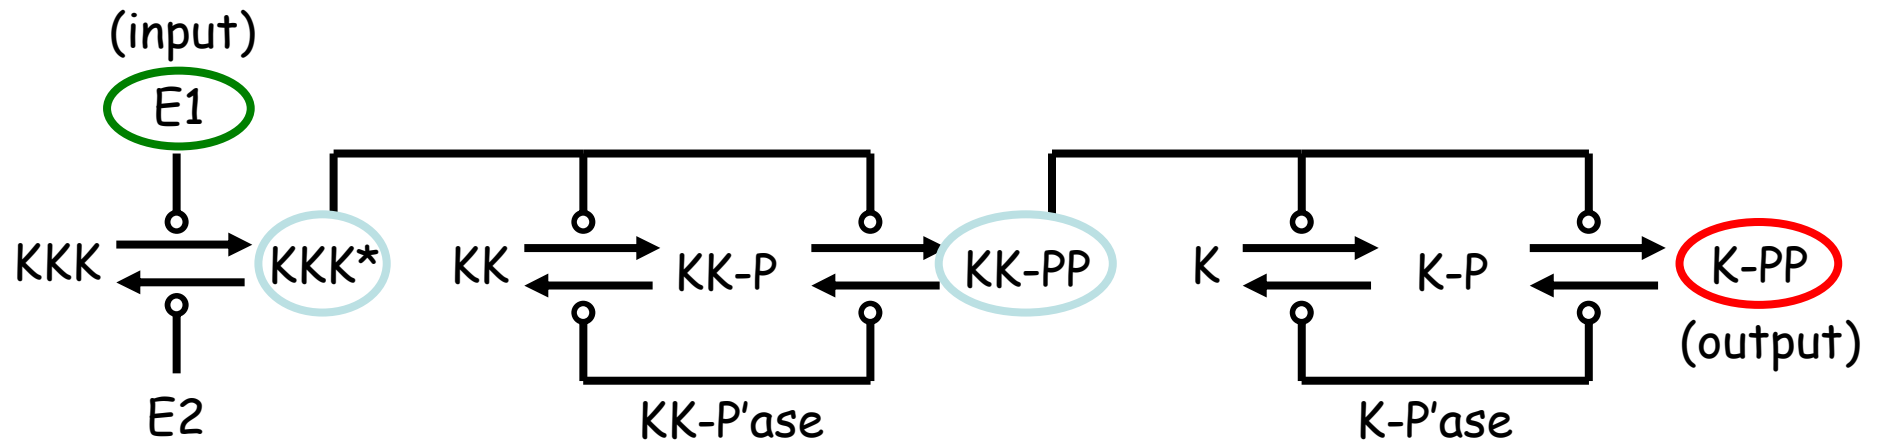 (input)
E1
KKK
KKK*
KK
KK-P
KK-PP
K
K-P
K-PP
(output)
E2
KK-P'ase
K-P'ase